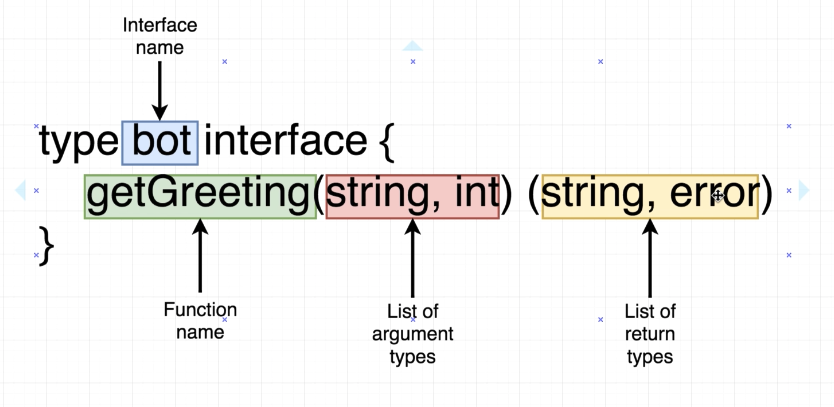 Interface
name
type bot interface {
getGreeting(string, int) (string, error)
}
Function
name
List of
argument
types
List of
return
types